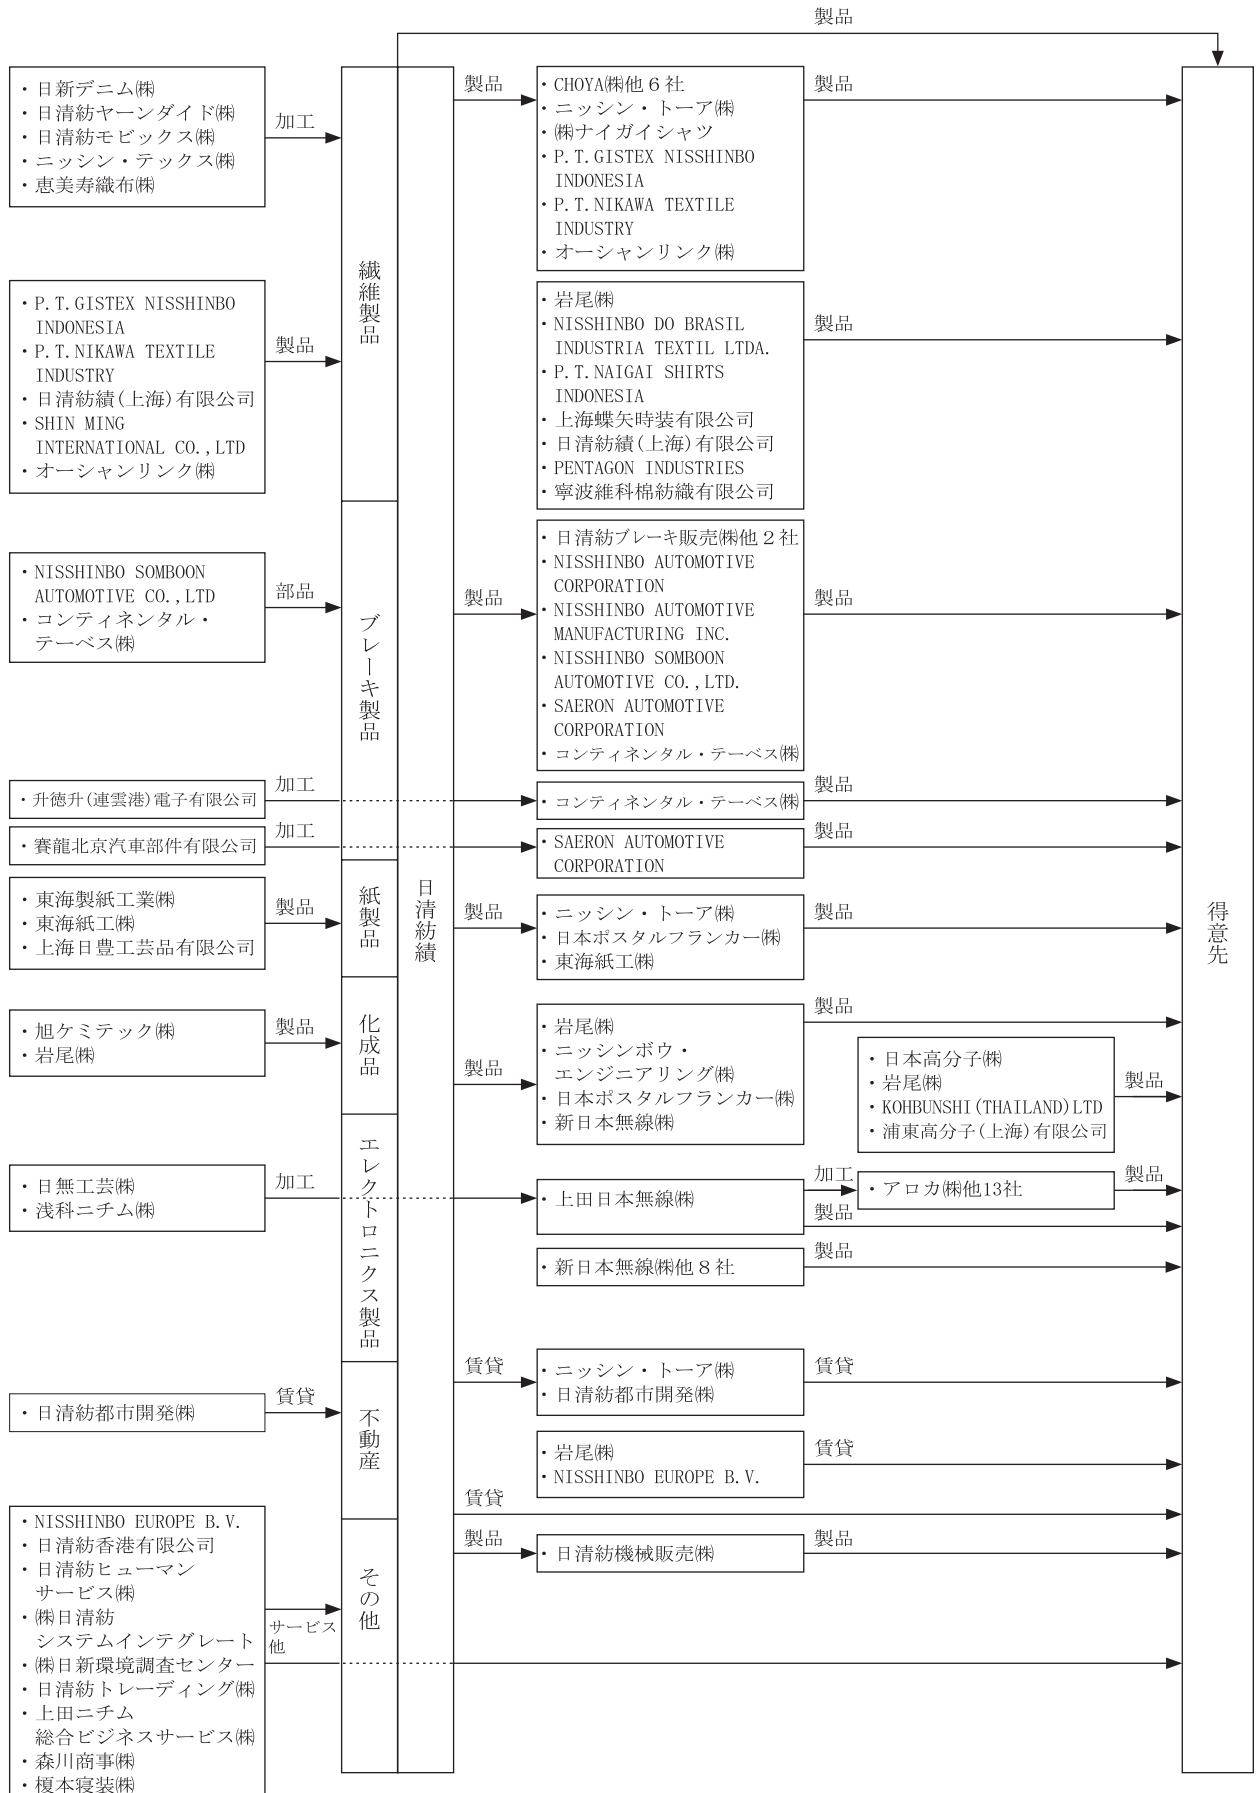 製品
・日新デニム㈱
・日清紡ヤーンダイド㈱
・日清紡モビックス㈱
・ニッシン・テックス㈱
・恵美寿織布㈱
加工
・P.T.GISTEX NISSHINBO
INDONESIA
・P.T.NIKAWA TEXTILE
INDUSTRY
・日清紡績(上海)有限公司
・SHIN MING
INTERNATIONAL CO.,LTD
・オーシャンリンク㈱
製品
繊維製品
製品
・CHOYA㈱他6社
・ニッシン・トーア㈱
・㈱ナイガイシャツ
・P.T.GISTEX NISSHINBO
INDONESIA
・P.T.NIKAWA TEXTILE
INDUSTRY
・オーシャンリンク㈱
製品
・岩尾㈱
・NISSHINBO DO BRASIL
INDUSTRIA TEXTIL LTDA.
・P.T.NAIGAI SHIRTS
INDONESIA
・上海蝶矢時装有限公司
・日清紡績(上海)有限公司
・PENTAGON INDUSTRIES
・寧波維科棉紡織有限公司
製品
・NISSHINBO SOMBOON
AUTOMOTIVE CO.,LTD
・コンティネンタル・
テーベス㈱
部品
ブレーキ製品
製品
・日清紡ブレーキ販売㈱他2社
・NISSHINBO AUTOMOTIVE
CORPORATION
・NISSHINBO AUTOMOTIVE
MANUFACTURING INC.
・NISSHINBO SOMBOON
AUTOMOTIVE CO.,LTD.
・SAERON AUTOMOTIVE
CORPORATION
・コンティネンタル・テーベス㈱
製品
・升徳升(連雲港)電子有限公司
加工
・コンティネンタル・テーベス㈱
製品
・賽龍北京汽車部件有限公司
加工
・SAERON AUTOMOTIVE
CORPORATION
製品
・東海製紙工業㈱
・東海紙工㈱
・上海日豊工芸品有限公司
製品
紙製品
日清紡績
製品
・ニッシン・トーア㈱
・日本ポスタルフランカー㈱
・東海紙工㈱
製品
得意先
・旭ケミテック㈱
・岩尾㈱
製品
化成品
製品
・岩尾㈱
・ニッシンボウ・
エンジニアリング㈱
・日本ポスタルフランカー㈱
・新日本無線㈱
製品
・日本高分子㈱
・岩尾㈱
・KOHBUNSHI(THAILAND)LTD
・浦東高分子(上海)有限公司
製品
・日無工芸㈱
・浅科ニチム㈱
加工
エレクトロニクス製品
・上田日本無線㈱
加工
・アロカ㈱他13社
製品
製品
・新日本無線㈱他8社
製品
・日清紡都市開発㈱
賃貸
不動産
賃貸
・ニッシン・トーア㈱
・日清紡都市開発㈱
賃貸
・岩尾㈱
・NISSHINBO EUROPE B.V.
賃貸
賃貸
・NISSHINBO EUROPE B.V.
・日清紡香港有限公司
・日清紡ヒューマン
サービス㈱
・㈱日清紡
システムインテグレート
・㈱日新環境調査センター
・日清紡トレーディング㈱
・上田ニチム
総合ビジネスサービス㈱
・森川商事㈱
・榎本寝装㈱
サービス
他
その他
製品
・日清紡機械販売㈱
製品